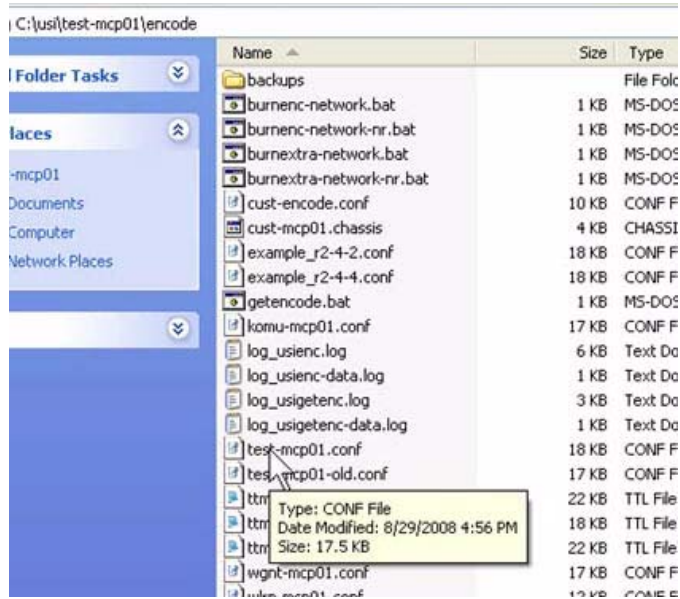 C:\usi\test-mcp01\encode
Name Size Type
Folder Tasks
backups File Fold
burnenc-network.bat 1 KB MS-DOS
burnenc-network-nr.bat 1 KB MS-DOS
laces
burnextra-network.bat 1 KB MS-DOS
burnextra-network-nr.bat 1 KB MS-DOS
-mcp01
cust-encode.conf 10 KB CONF F
Documents
cust-mcp01.chassis 4 KB CHASSI
Computer
example_r2-4-2.conf 18 KB CONF F
Network Places
example_r2-4-4.conf 18 KB CONF F
getencode.bat 1 KB MS-DOS
komu-mcp01.conf 17 KB CONF F
log_usienc.log 6 KB Text Do
log_usienc-data.log 1 KB Text Do
log_usigetenc.log 3 KB Text Do
log_usigetenc-data.log 1 KB Text Do
test-mcp01.conf 18 KB CONF F
mcp01-old.conf 17 KB CONF F
22 KB TTL File
Type: CONF File
Date Modified: 8/29/2008 4:56 PM
18 KB TTL File
Size: 17.5 KB
22 KB TTL File
wgnt-mcp01.conf 17 KB CONF F